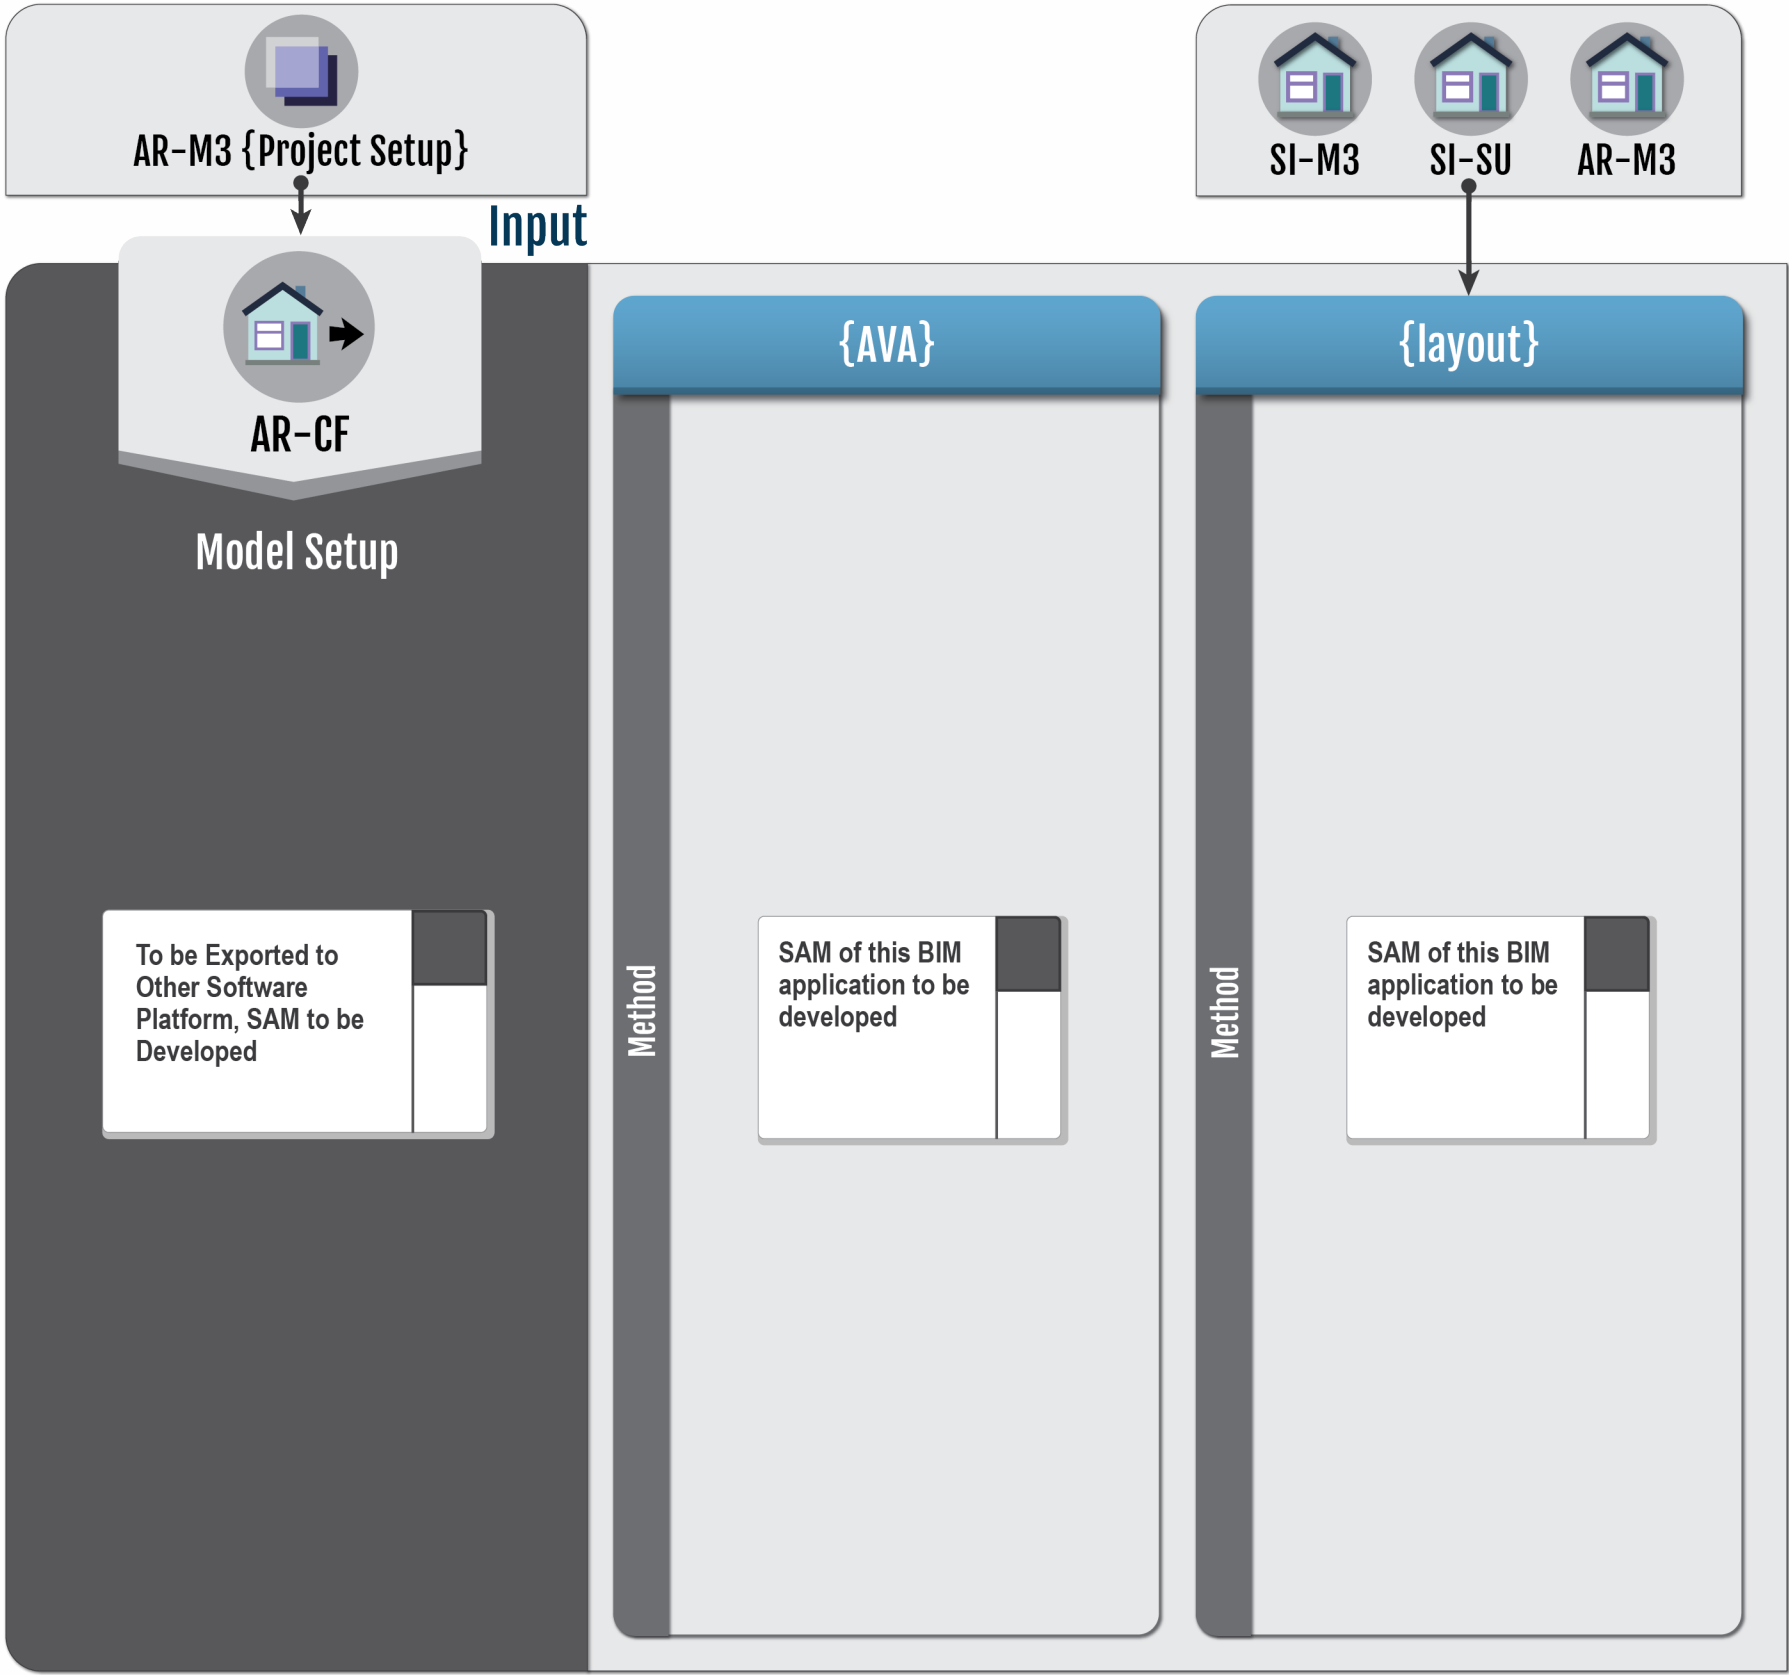 AR-M3 {Project Setup}
SI-M3 SI-SU AR-M3
Input
AR-CF
Model Setup
To be Exported to
Other Software
Platform, SAM to be
Developed
{AVA}
Method
SAM of this BIM
application to be
developed
{layout}
Method
SAM of this BIM
application to be
developed